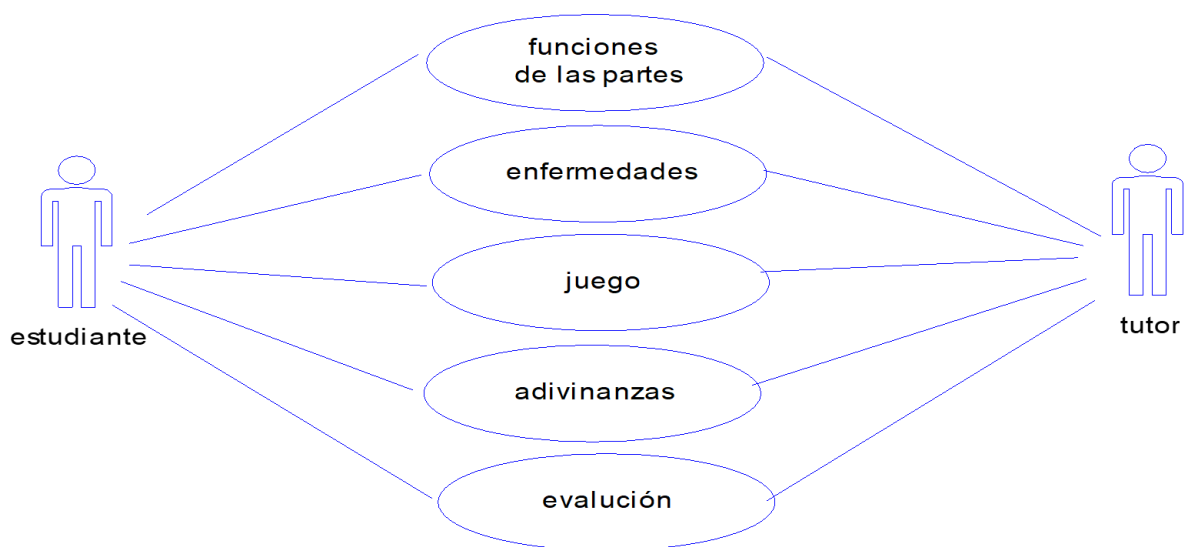 funciones
de las partes
enfermedades
juego
estudiante
tutor
adivinanzas
evalución